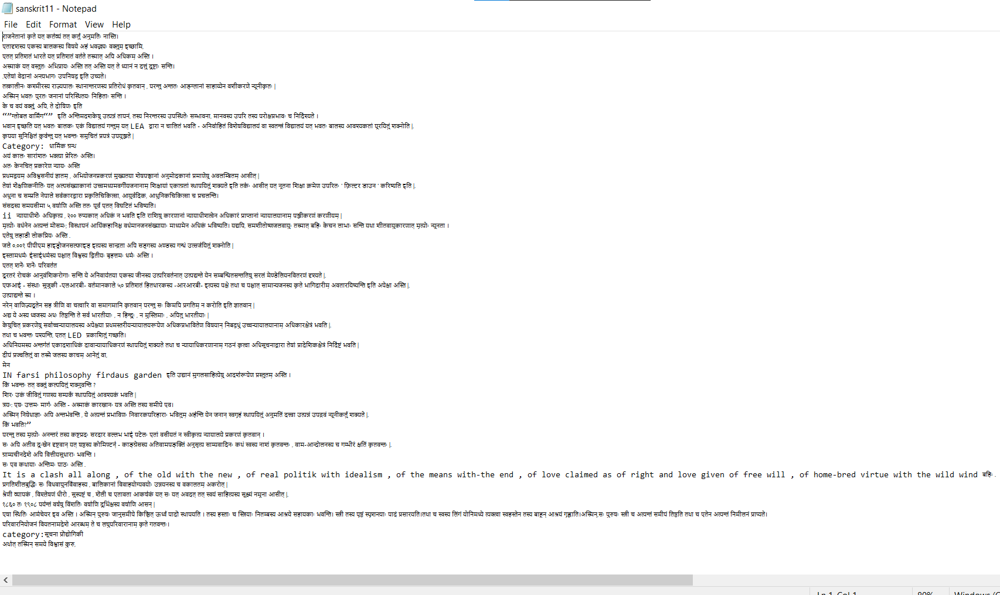 sanskrit11 - Notepad
File Edit Format View Help
राजनेतानां कृते यत् कर्तव्यं तत् कर्तुं अनुमतिः नास्ति।
एतादृशस्य एकस्य बालकस्य विषये अहं भवद्भ्यः वक्तुम् इच्छामि,
एतत् प्रतिशतं भारते यत् प्रतिशतं वर्तते तस्मात् अपि अधिकम् अस्ति ।
अस्माकं यत् वस्तुतः अभिप्रायः अस्ति तत् अस्ति यत् ते ध्यानं न दत्तुं दुष्टाः सन्ति।
.एतेषां वेदानां अन्त्यभागः उपनिषद् इति उच्यते।
तत्कालीनः कश्मीरस्य राज्यपालः स्थानान्तरणस्य प्रतिरोधं कृतवान् , परन्तु अन्ततः आङ्ग्लानां साहाय्येन वशीकरणे न्यूनीकृतः |
अस्मिन् भवतः पुरतः जनानां परिस्थितयः निहिताः सन्ति ।
के च वयं वक्तुं, अपि, ते दोषिणः इति
“”ग्लोबल वार्मिंग“” इति अन्तिमदशकेषु उत्पन्नं तापनं, तस्य निरन्तरस्य उपस्थितेः सम्भावना, मानवस्य उपरि तस्य परोक्षप्रभावः च निर्दिश्यते ।
भवान् इच्छति यत् भवतः बालकः एकं विद्यालयं गन्तुम् यत् LEA द्वारा न चालितं भवति - अनिर्वाहितं विशेषविद्यालयं वा स्वतन्त्रं विद्यालयं यत् भवतः बालस्य आवश्यकतां पूरयितुं शक्नोति |.
कृपया सुनिश्चितं कुर्वन्तु यत् भवन्तः समुचितं प्रपत्रं उपयुञ्जते |
Category: धार्मिक ग्रन्थ
अयं कालः सारांशतः भक्त्या प्रेरितः अस्ति।
अतः केनचित् प्रकारेण न्यायः अस्ति
प्रथमद्वयम् अविश्वसनीयं ज्ञातम् , अभियोजनप्रकरणं मुख्यतया शेषपञ्चानां अनुमोदकानां प्रमाणेषु अवलम्बितम् आसीत् |
तेषां शैक्षणिकनीतिः यत् अल्पसंख्याकानां उच्चमध्यमवर्गीयजनानाम् शिक्षायां एकाग्रतां स्थापयितुं शक्यते इति तर्कः आसीत् यत् नूतना शिक्षा क्रमेण उपरितः ' फ़िल्टर डाउन ' करिष्यति इति |.
अधुना च सम्प्रति नेपाले सर्वकारद्वारा प्रकृतिचिकित्सा, आयुर्वेदिक, आधुनिकचिकित्सा च प्रचलन्ति।
संसदस्य समयसीमा ५ वर्षाणि अस्ति ततः पूर्वं एतत् विघटितं भविष्यति।
ii न्यायाधीशैः अधिकृत्य , २०० रुप्यकात् अधिकं न भवति इति राशिषु कारणानां न्यायाधीशत्वेन अधिकारं प्राप्तानां न्यायालयानाम् पञ्जीकरणं करणीयम् |
मृत्योः वर्धनेन अत्यन्तं मौसमः; विस्थापनं आर्थिकहानिश्च वर्धमानजनसंख्यायाः माध्यमेन अधिकं भविष्यति। यद्यपि, समशीतोष्णजलवायुः तस्मात् बहिः केचन लाभाः सन्ति यथा शीतवायुकारणात् मृत्योः न्यूनता ।
एतेषु लहाडी लोकप्रियः अस्ति .
जले ०.००१ पीपीएम हाइड्रोजनसल्फाइड् इत्यस्य सान्द्रता अपि सड़्गस्य अण्डस्य गन्धं उत्सर्जयितुं शक्नोति |
इस्लामधर्मः ईसाईधर्मस्य पश्चात् विश्वस्य द्वितीयः बृहत्तमः धर्मः अस्ति ।
एतत् शनैः शनैः परिवर्तत
दूरतरं रोचकं आनुवंशिकरोगाः सन्ति ये अनिवार्यतया एकस्य जीनस्य उत्परिवर्तनात् उत्पद्यन्ते येन सम्बन्धितसन्ततिषु सरलं मेण्डेलियनवितरणं दृश्यते |.
एफआई - संस्थाः सुजुकी -एलआरबी- वर्तमानकाले ५० प्रतिशतं हितधारकस्य -आरआरबी- इत्यस्य पक्षे तथा च पश्चात् सामान्यजनस्य कृते भागिदारीम् अवतारयिष्यन्ति इति अपेक्षा अस्ति |.
उत्पाद्यन्ते स्म ।
नरेन् वाणिज्यदूतेन सह त्रीणि वा चत्वारि वा समागमानि कृतवान् परन्तु सः किमपि प्रगतिम् न करोति इति ज्ञातवान् |
अद्य ये अस्य ध्वजस्य अधः तिष्ठन्ति ते सर्वे भारतीयाः , न हिन्दुः , न मुस्लिमाः , अपितु भारतीयाः |
केषुचित् प्रकरणेषु सर्वोच्चन्यायालयस्य अपेक्षया प्रथमस्तरीयन्यायालयरूपेण अधिकप्रभावितेण विषयान् निबद्धुं उच्चन्यायालयानाम् अधिकारक्षेत्रं भवति |.
तथा च भवन्तः पश्यन्ति, एतत् LED प्रकाशितुं गच्छति।
अधिनियमस्य अन्तर्गतं एकादशाधिकं दावान्यायाधिकरणं स्थापयितुं शक्यते तथा च न्यायाधिकरणानाम् गठनं कृत्वा अधिसूचनाद्वारा तेषां प्रादेशिकक्षेत्रं निर्दिष्टं भवति |
दीपं प्रज्वलितुं वा तस्मै जलस्य काचम् आनेतुं वा,
मेन
IN farsi philosophy firdaus garden इति उद्यानं मुगलसाहित्येषु आदर्शरूपेण प्रस्तुतम् अस्ति ।
किं भवन्तः तत् वक्तुं कल्पयितुं शक्नुवन्ति ?
शिरः उकं जीवितुं गणस्य सम्पर्कं स्थापयितुं आवश्यकं भवति |
त्रयः: एषः उत्तमः मार्गः अस्ति - अस्माकं कारखानः यत्र अस्ति तस्य समीपे एव।
अस्मिन् निषेधाज्ञाः अपि अन्तर्भवन्ति , ये अत्यन्तं प्रभाविणः निवारकपरिहाराः भवितुम् अर्हन्ति येन जनान् स्वगृहं स्थापयितुं अनुमतिं दत्त्वा उत्पन्नं उपद्रवं न्यूनीकर्तुं शक्यते |.
किं भवति?”
परन्तु तस्य मृत्योः अनन्तरं तस्य कष्टप्रदः सरदार वल्लभ भाई पटेलः एतां वसीयतं न स्वीकृत्य न्यायालये प्रकरणं कृतवान् ।
सः अपि अतीव दुःखेन दृष्टवान् यत् षष्ठस्य कोमिण्टर्न् - काङ्ग्रेसस्य अतिवामपङ्क्तिं अनुसृत्य साम्यवादिनः कथं स्वस्य नाशं कृतवन्तः , वाम-आन्दोलनस्य च गम्भीरं क्षतिं कृतवन्तः |.
ग्राम्यचीनदेशे अपि वित्तीयसुधाराः भवन्ति ।
सः एव कथायाः अन्तिमः पाठः अस्ति .
It is a clash all along , of the old with the new , of real politik with idealism , of the means with-the end , of love claimed as of right and love given of free will , of home-bred virtue with the wild wind बहिः .
प्रगतिशीलबुद्धिः सः विधवापुनर्विवाहस्य , बालिकानां विवाहयोग्यवयोः उन्नयनस्य च वकालतम् अकरोत् |
श्रेणी व्यापकं , विश्लेषणं धीरो , सुस्पष्टं च , शैली च एतावता आकर्षकं यत् सः यत् अवदत् तत् स्वयं साहित्यस्य सूक्ष्मं नमूना आसीत् |.
१८६० तः १९०८ पर्यन्तं वर्षेषु विंशतिः वर्षाणि दुर्भिक्षस्य वर्षाणि आसन् |
एषा स्थितिः आर्मचेयर इव अस्ति । अस्मिन् पुरुषः जानुसमीपे किञ्चित् ऊर्ध्वं पादौ स्थापयति । तस्य हस्ताः च स्त्रियाः नितम्बस्य आश्रये सहायकाः भवन्ति। स्त्री तस्य पृष्ठं स्पृशन्त्याः पादं प्रसारयति।तथा च स्वस्य लिंगं योनिमध्ये त्यक्त्वा स्वहस्तेन तस्य बाहून् आश्रयं गृह्णाति।अस्मिन्,सः पुरुषः स्त्री च अत्यन्तं समीपं तिष्ठति तथा च एतेन अत्यन्तं निमीलनं प्राप्यते।
परिवारनियोजनं वियतनामदेशे आरब्धम् ते च लघुपरिवारानाम् कृते गतवन्तः।
category:सूचना प्रौद्योगिकी
अर्थात् तस्मिन् समये विश्वासं कुरु,